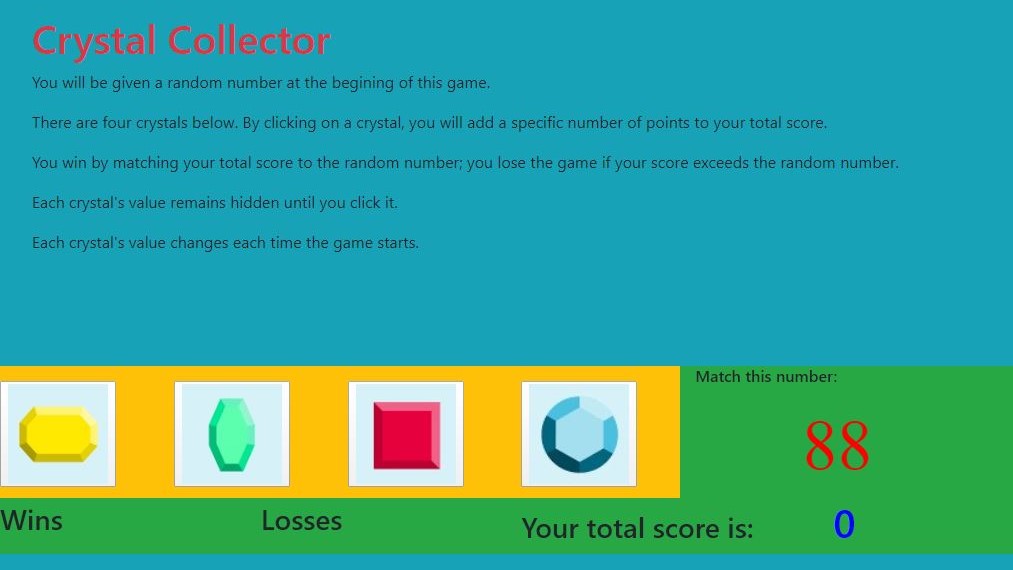 Crystal Collector
You will be given a random number at the begining of this game.
There are four crystals below. By clicking on a crystal, you will add a specific number of points to your total score.
You win by matching your total score to the random number; you lose the game if your score exceeds the random number.
Each crystal's value remains hidden until you click it.
Each crystal's value changes each time the game starts.
Match this number:
88
Wins
Losses
Your total score is:
0